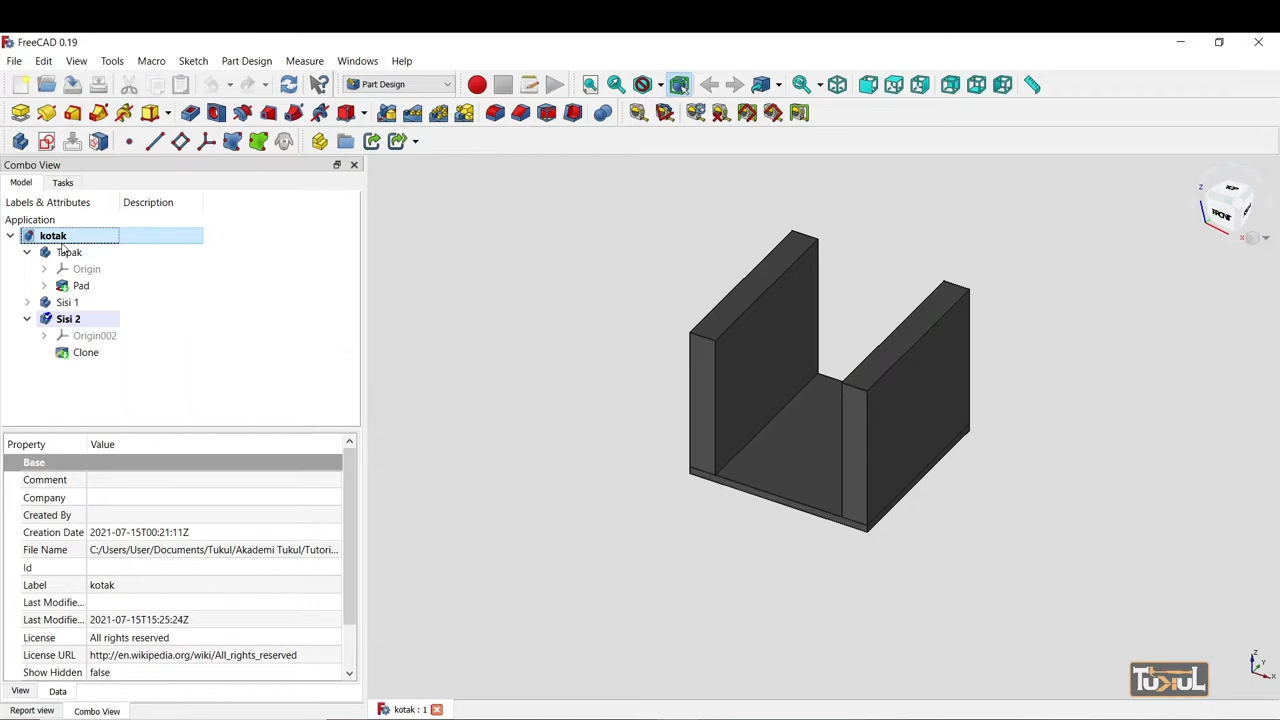 FreeCAD 0.19
File Edit View Tools Macro Sketch Part Design Measure Windows Help
Part Design
Combo View
Model Tasks
Labels & Attributes Description
Application
kotak
Tapak
Origin
Pad
Sisi 1
Sisi 2
Origin002
Clone
Property Value
Base
Comment
Company
Created By
Creation Date 2021-07-15T00:21:11Z
File Name C:/Users/User/Documents/Tukul/Akademi Tukul/Tutori...
Id
Label kotak
Last Modifie...
Last Modifie... 2021-07-15T15:25:24Z
License All rights reserved
License URL http://en.wikipedia.org/wiki/All_rights_reserved
Show Hidden false
View Data
Report view Combo View
kotak : 1
TOP
FRONT
Z
X
Z
Y
X
TUKUL